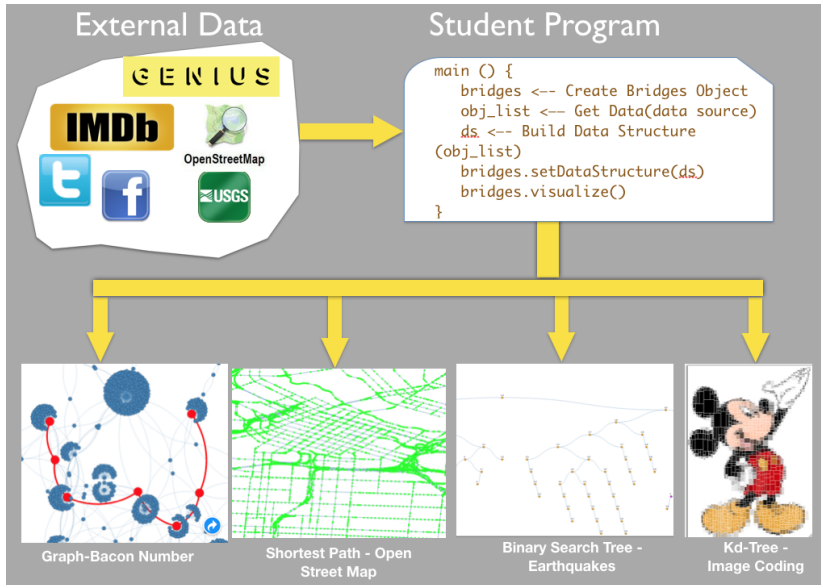 External Data
Student Program
GENIUS
IMDb
OpenStreetMap
USGS
main () {
bridges <-- Create Bridges Object
obj_list <-- Get Data(data source)
ds <-- Build Data Structure
(obj_list)
bridges.setDataStructure(ds)
bridges.visualize()
}
Graph-Bacon Number
Shortest Path - Open
Street Map
Binary Search Tree -
Earthquakes
Kd-Tree -
Image Coding